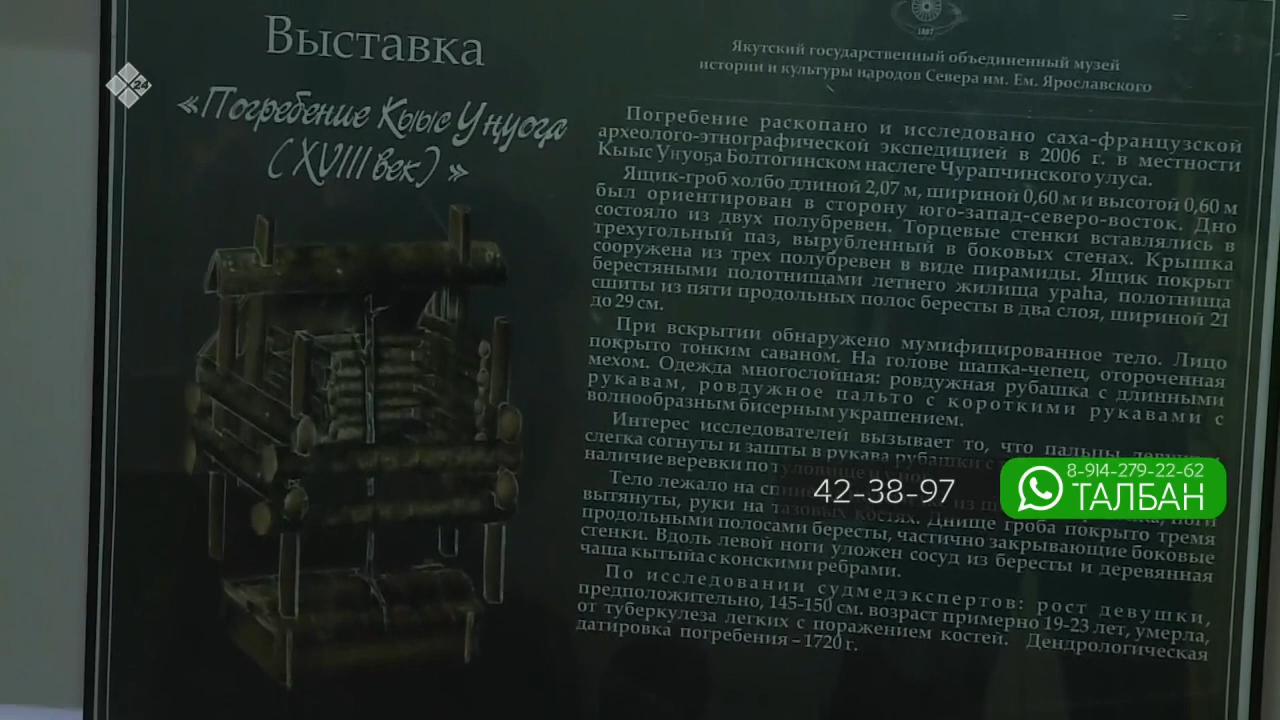 Выставка
«Погребение Кыыс Уҥуоҕа
(XVIII век)»
24
1887
Якутский государственный объединенный музей
истории и культуры народов Севера им. Ем. Ярославского
Погребение раскопано и исследовано саха-французской
археолого-этнографической экспедицией в 2006 г. в местности
Кыыс Уҥуоҕа Болтогинском наслеге Чурапчинского улуса.
Ящик-гроб холбо длиной 2,07 м, шириной 0,60 м и высотой 0,60 м
был ориентирован в сторону юго-запад-северо-восток. Дно
состояло из двух полубревен. Торцевые стенки вставлялись в
трехугольный паз, вырубленный в боковых стенах. Крышка
сооружена из трех полубревен в виде пирамиды. Ящик покрыт
берестяными полотнищами летнего жилища ураһа, полотнища
сшиты из пяти продольных полос бересты в два слоя, шириной 21
до 29 см.
При вскрытии обнаружено мумифицированное тело. Лицо
покрыто тонким саваном. На голове шапка-чепец, отороченная
мехом. Одежда многослойная: ровдужная рубашка с длинными
рукавам, ровдужное пальто с короткими рукавами с
волнообразным бисерным украшением.
Интерес исследователей вызывает то, что пальцы девушки
слегка согнуты и зашты в рукава рубашки с
наличие веревки по туловище и
Тело лежало на спине ноги
вытянуты, руки на тазовых костях. Днище гроба покрыто тремя
продольными полосами бересты, частично закрывающие боковые
стенки. Вдоль левой ноги уложен сосуд из бересты и деревянная
чаша кытыйа с конскими ребрами.
По исследовании судмедэкспертов: рост девушки,
предположительно, 145-150 см. возраст примерно 19-23 лет, умерла,
от туберкулеза легких с поражением костей. Дендрологическая
датировка погребения – 1720 г.
42-38-97
8-914-279-22-62
ТАЛБАН